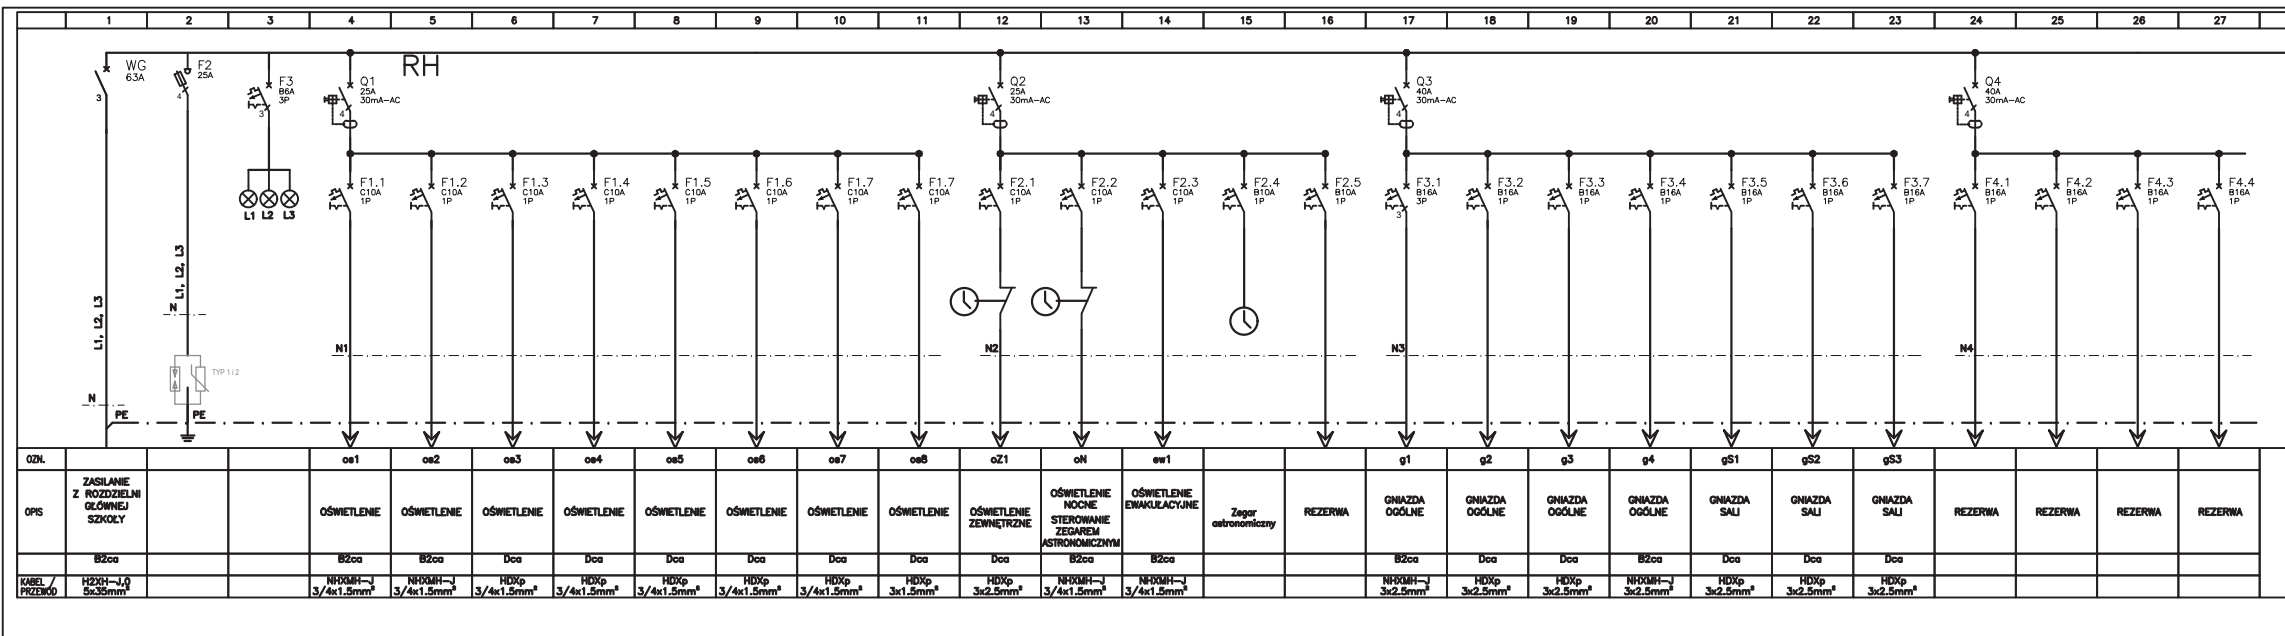 1 2 3 4 5 6 7 8 9 10 11 12 13 14 15 16 17 18 19 20 21 22 23 24 25 26 27
RH
WG
63A
3
F2
25A
4
F3
B6A
3P
3
Q1
25A
30mA-AC
4
Q2
25A
30mA-AC
4
Q3
40A
30mA-AC
4
Q4
40A
30mA-AC
4
L1 L2 L3
F1.1
C10A
1P
F1.2
C10A
1P
F1.3
C10A
1P
F1.4
C10A
1P
F1.5
C10A
1P
F1.6
C10A
1P
F1.7
C10A
1P
F1.7
C10A
1P
F2.1
C10A
1P
F2.2
C10A
1P
F2.3
C10A
1P
F2.4
B10A
1P
F2.5
B10A
1P
F3.1
B16A
3P
3
F3.2
B16A
1P
F3.3
B16A
1P
F3.4
B16A
1P
F3.5
B16A
1P
F3.6
B16A
1P
F3.7
B16A
1P
F4.1
B16A
1P
F4.2
B16A
1P
F4.3
B16A
1P
F4.4
B16A
1P
L1, L2, L3
L1, L2, L3
N
N1 N2 N3 N4
TYP 1 i 2
N
PE PE
OZN. os1 os2 os3 os4 os5 os6 os7 os8 oZ1 oN ew1 g1 g2 g3 g4 gS1 gS2 gS3
OPIS
ZASILANIE
Z ROZDZIELNI
GŁÓWNEJ
SZKOŁY
OŚWIETLENIE
OŚWIETLENIE
OŚWIETLENIE
OŚWIETLENIE
OŚWIETLENIE
OŚWIETLENIE
OŚWIETLENIE
OŚWIETLENIE
OŚWIETLENIE
ZEWNĘTRZNE
OŚWIETLENIE
NOCNE
STEROWANIE
ZEGAREM
ASTRONOMICZNYM
OŚWIETLENIE
EWAKUŁACYJNE
Zegar
astronomiczny
REZERWA
GNIAZDA
OGÓLNE
GNIAZDA
OGÓLNE
GNIAZDA
OGÓLNE
GNIAZDA
OGÓLNE
GNIAZDA
SALI
GNIAZDA
SALI
GNIAZDA
SALI
REZERWA
REZERWA
REZERWA
REZERWA
B2ca B2ca B2ca Dca Dca Dca Dca Dca Dca Dca B2ca B2ca B2ca Dca Dca B2ca Dca Dca Dca
KABEL /
PRZEWÓD
H2XH-J,O
5x35mm²
NHXMH-J
3/4x1.5mm²
NHXMH-J
3/4x1.5mm²
HDXp
3/4x1.5mm²
HDXp
3/4x1.5mm²
HDXp
3/4x1.5mm²
HDXp
3/4x1.5mm²
HDXp
3/4x1.5mm²
HDXp
3x1.5mm²
HDXp
3x2.5mm²
NHXMH-J
3/4x1.5mm²
NHXMH-J
3/4x1.5mm²
NHXMH-J
3x2.5mm²
HDXp
3x2.5mm²
HDXp
3x2.5mm²
NHXMH-J
3x2.5mm²
HDXp
3x2.5mm²
HDXp
3x2.5mm²
HDXp
3x2.5mm²